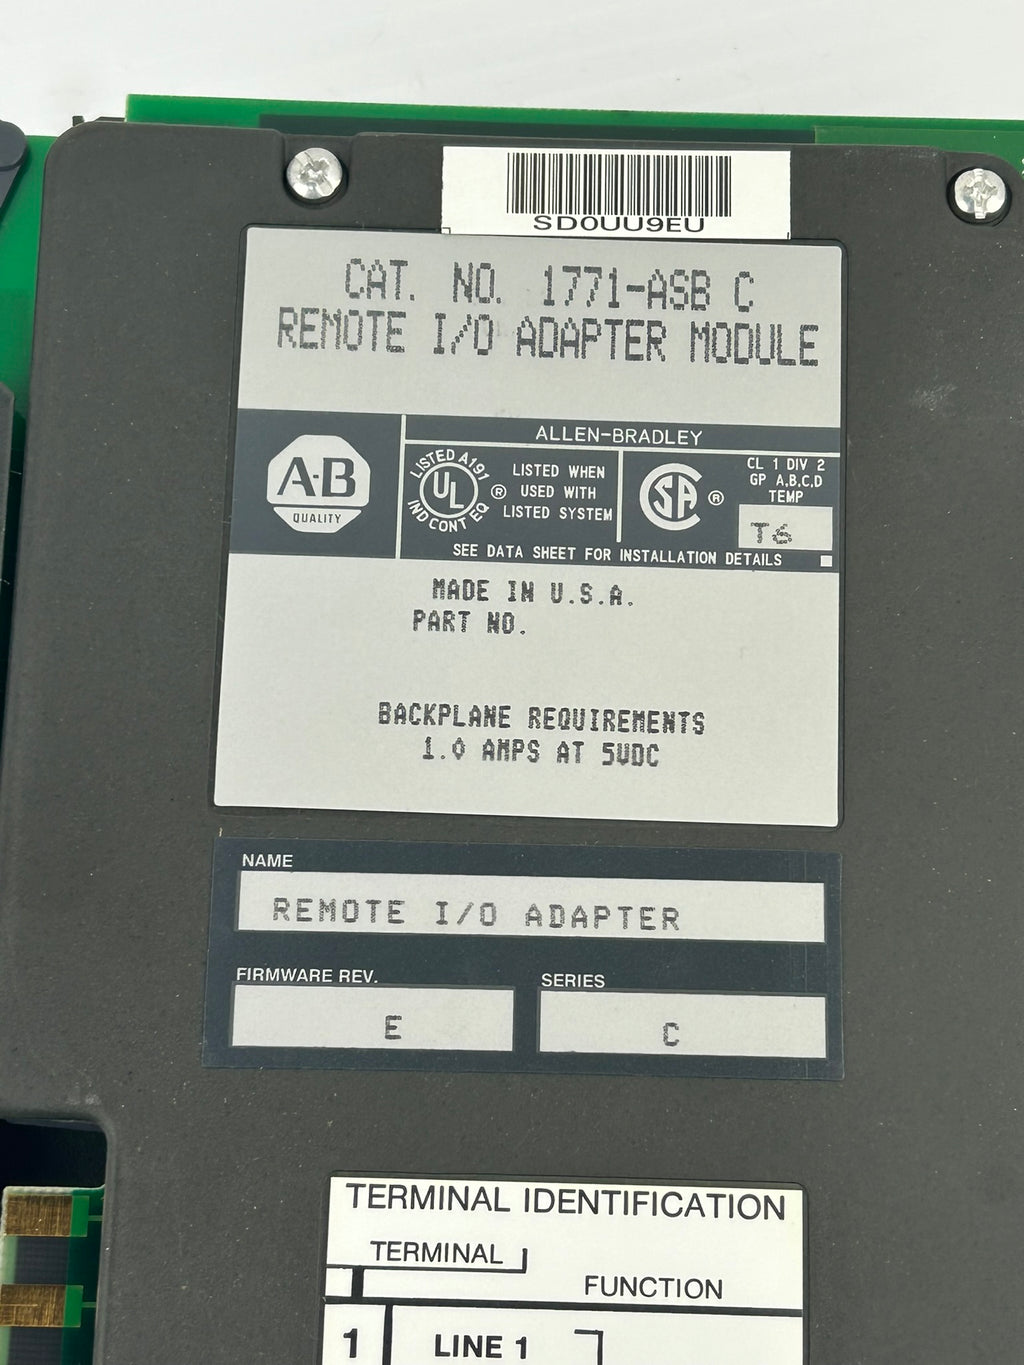 SD0UU9EU
CAT. NO. 1771-ASB C
REMOTE I/O ADAPTER MODULE
ALLEN-BRADLEY
A-B
QUALITY
LISTED A191
UL
IND CONT EQ
®
LISTED WHEN
USED WITH
LISTED SYSTEM
SA
®
CL 1 DIV 2
GP A,B,C,D
TEMP
T6
SEE DATA SHEET FOR INSTALLATION DETAILS
MADE IN U.S.A.
PART NO.
BACKPLANE REQUIREMENTS
1.0 AMPS AT 5VDC
NAME
REMOTE I/O ADAPTER
FIRMWARE REV.
E
SERIES
C
TERMINAL IDENTIFICATION
TERMINAL
FUNCTION
1 LINE 1